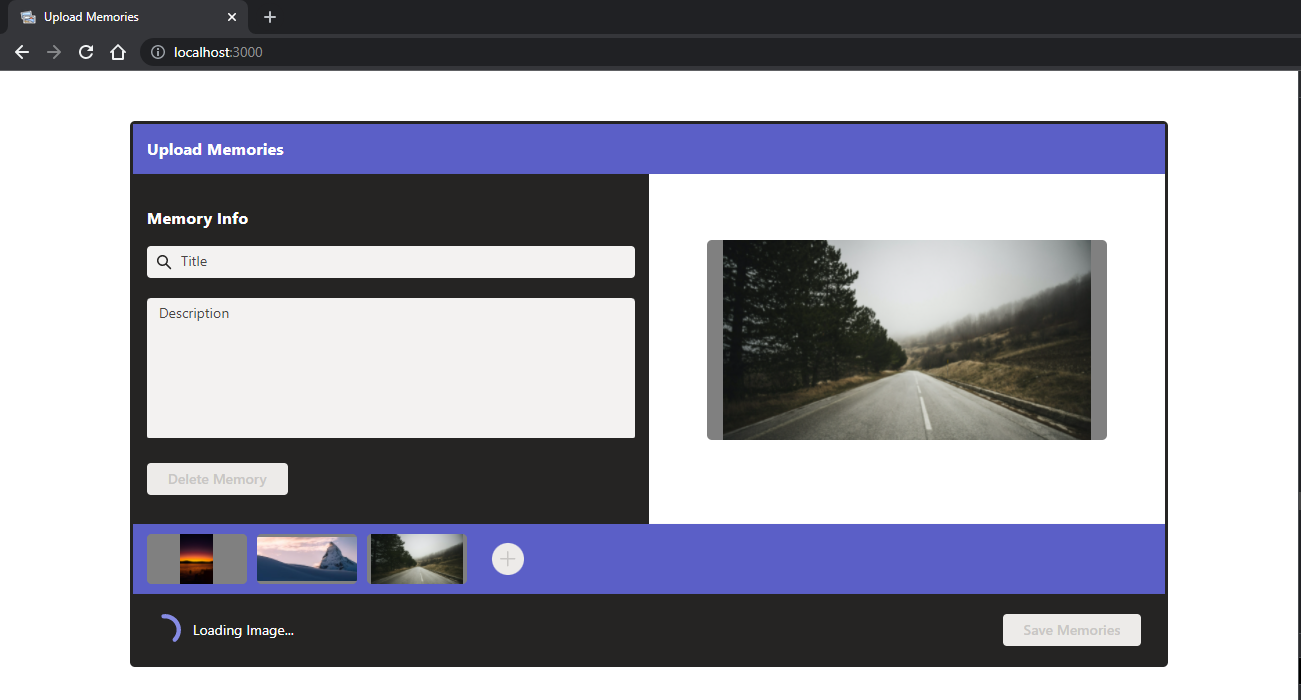 Upload Memories
localhost:3000
Upload Memories
Memory Info
Title
Description
Delete Memory
Loading Image...
Save Memories